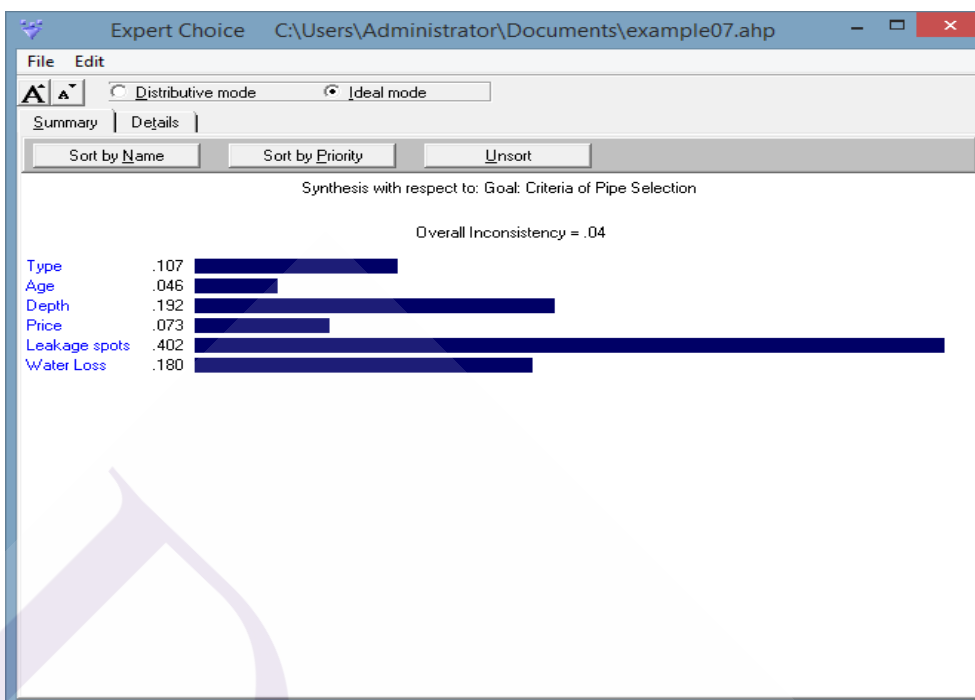 Expert Choice C:\Users\Administrator\Documents\example07.ahp
File Edit
A A Distributive mode Ideal mode
Summary Details
Sort by Name Sort by Priority Unsort
Synthesis with respect to: Goal: Criteria of Pipe Selection
Overall Inconsistency = .04
Type .107
Age .046
Depth .192
Price .073
Leakage spots .402
Water Loss .180